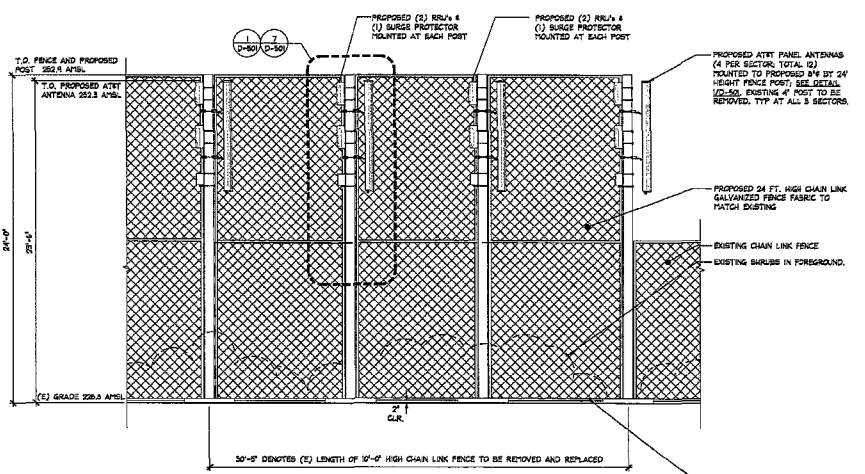 PROPOSED (2) RRU's &
(1) SURGE PROTECTOR
MOUNTED AT EACH POST
PROPOSED (2) RRU's &
(1) SURGE PROTECTOR
MOUNTED AT EACH POST
1
D-501
7
D-501
T.O. FENCE AND PROPOSED
POST 252.9 AMSL
T.O. PROPOSED AT&T
ANTENNA 252.3 AMSL
PROPOSED AT&T PANEL ANTENNAS
(4 PER SECTOR; TOTAL 12)
MOUNTED TO PROPOSED 8"Φ BY 24'
HEIGHT FENCE POST; SEE DETAIL
1/D-501. EXISTING 4" POST TO BE
REMOVED. TYP AT ALL 3 SECTORS.
PROPOSED 24 FT. HIGH CHAIN LINK
GALVANIZED FENCE FABRIC TO
MATCH EXISTING
EXISTING CHAIN LINK FENCE
EXISTING SHRUBS IN FOREGROUND.
24'-0"
23'-6"
(E) GRADE 228.8 AMSL
2"
CLR.
30'-5" DENOTES (E) LENGTH OF 10'-0" HIGH CHAIN LINK FENCE TO BE REMOVED AND REPLACED